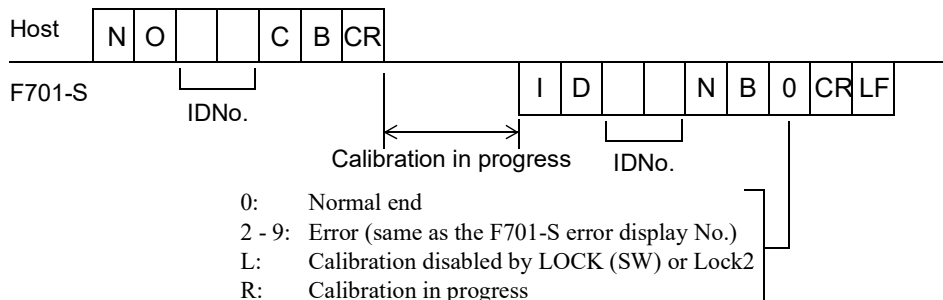 Host
N O C B CR
F701-S
I D N B 0 CR LF
IDNo.
Calibration in progress
IDNo.
0: Normal end
2 - 9: Error (same as the F701-S error display No.)
L: Calibration disabled by LOCK (SW) or Lock2
R: Calibration in progress